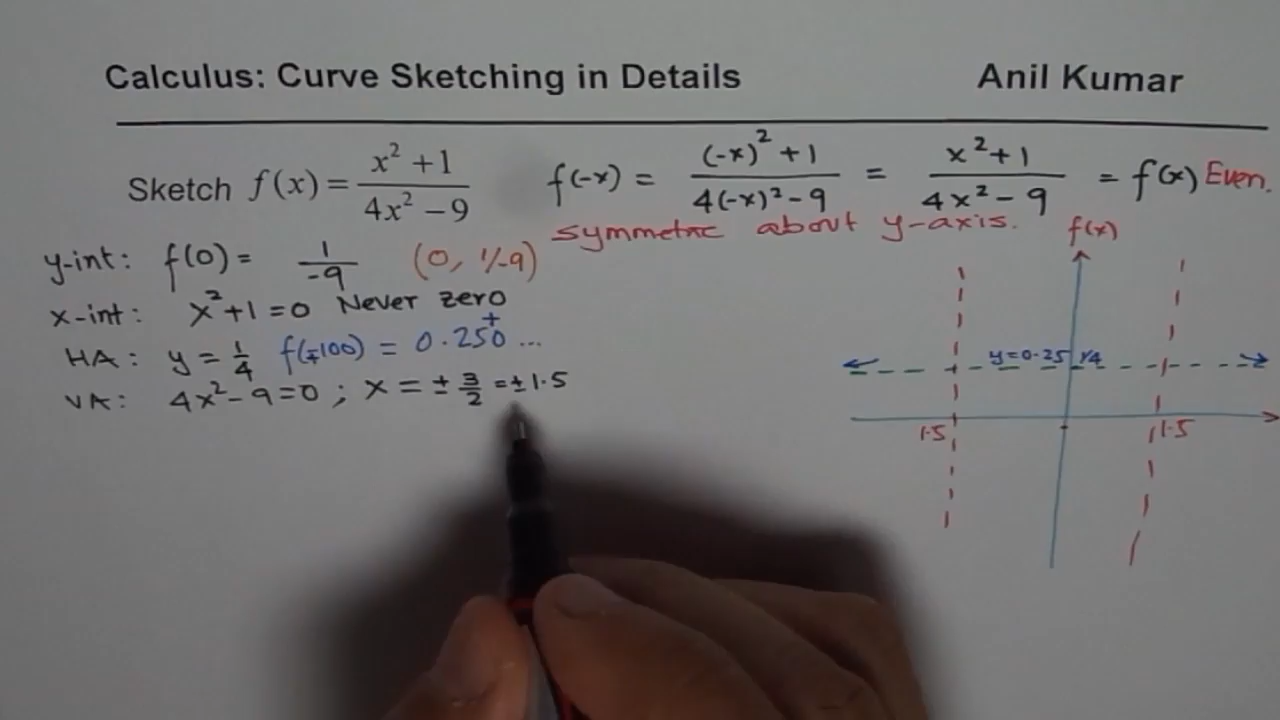 Calculus: Curve Sketching in Details Anil Kumar
Sketch f(x) = (x² + 1)/(4x² − 9) f(-x) = ((-x)² + 1)/(4(-x)² - 9) = (x² + 1)/(4x² - 9) = f(x) Even.
symmetric about y-axis.
f(x)
y-int: f(0) = 1/-9 (0, 1/-9)
x-int: x² + 1 = 0 Never zero
HA: y = 1/4 f(∓100) = 0.250⁺ ...
VA: 4x² - 9 = 0 ; x = ± 3/2 = ± 1.5
y = 0.25 1/4
1.5 1.5